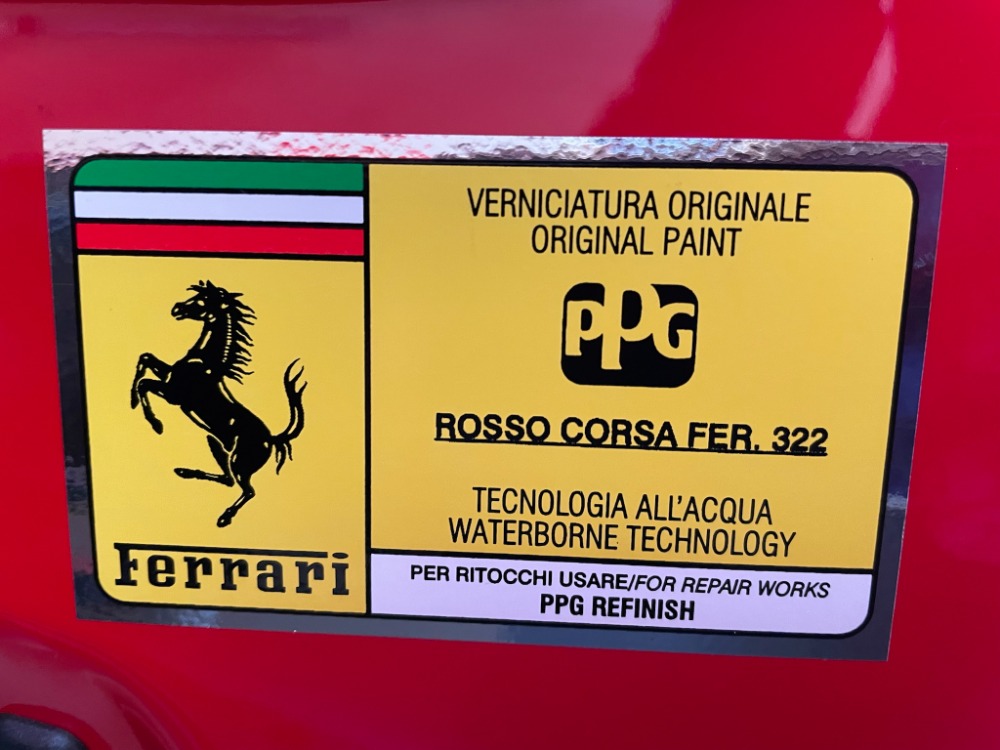 Ferrari
VERNICIATURA ORIGINALE
ORIGINAL PAINT
PPG
ROSSO CORSA FER. 322
TECNOLOGIA ALL'ACQUA
WATERBORNE TECHNOLOGY
PER RITOCCHI USARE/FOR REPAIR WORKS
PPG REFINISH